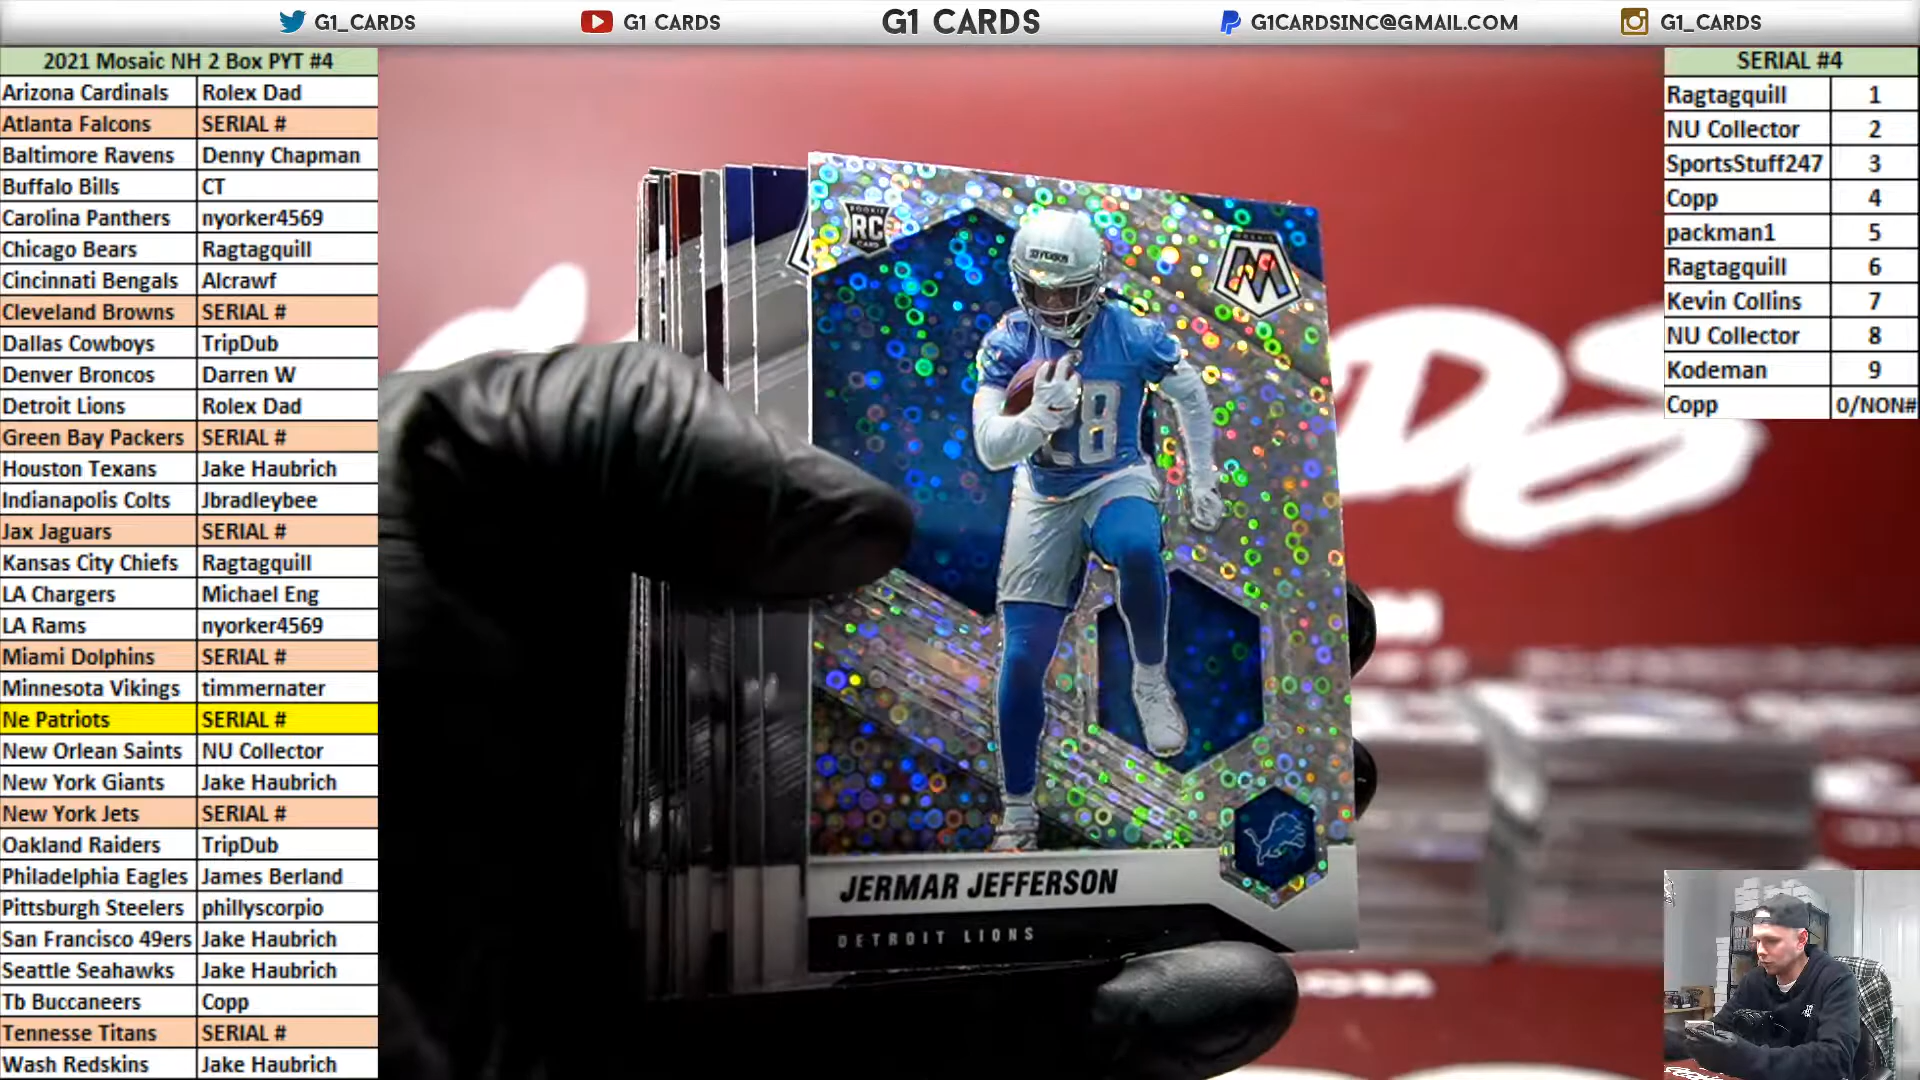 G1_CARDS
G1 CARDS
G1 CARDS
G1CARDSINC@GMAIL.COM
G1_CARDS
2021 Mosaic NH 2 Box PYT #4
Arizona Cardinals Rolex Dad
Atlanta Falcons SERIAL #
Baltimore Ravens Denny Chapman
Buffalo Bills CT
Carolina Panthers nyorker4569
Chicago Bears Ragtagquill
Cincinnati Bengals Alcrawf
Cleveland Browns SERIAL #
Dallas Cowboys TripDub
Denver Broncos Darren W
Detroit Lions Rolex Dad
Green Bay Packers SERIAL #
Houston Texans Jake Haubrich
Indianapolis Colts Jbradleybee
Jax Jaguars SERIAL #
Kansas City Chiefs Ragtagquill
LA Chargers Michael Eng
LA Rams nyorker4569
Miami Dolphins SERIAL #
Minnesota Vikings timmernater
Ne Patriots SERIAL #
New Orlean Saints NU Collector
New York Giants Jake Haubrich
New York Jets SERIAL #
Oakland Raiders TripDub
Philadelphia Eagles James Berland
Pittsburgh Steelers phillyscorpio
San Francisco 49ers Jake Haubrich
Seattle Seahawks Jake Haubrich
Tb Buccaneers Copp
Tennesse Titans SERIAL #
Wash Redskins Jake Haubrich
ROOKIE
RC
CARD
MOSAIC
M
JEFFERSON
28
JERMAR JEFFERSON
DETROIT LIONS
SERIAL #4
Ragtagquill 1
NU Collector 2
SportsStuff247 3
Copp 4
packman1 5
Ragtagquill 6
Kevin Collins 7
NU Collector 8
Kodeman 9
Copp 0/NON#